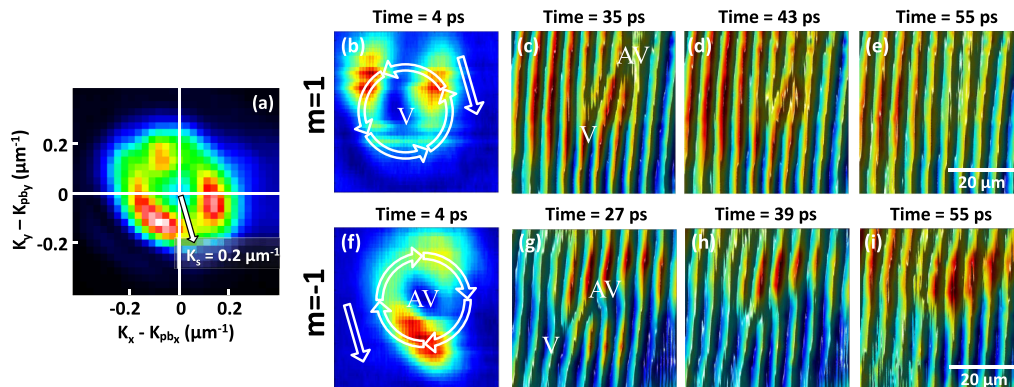 Time = 4 ps
Time = 35 ps
Time = 43 ps
Time = 55 ps
m=1
(a)
(b)
V
(c)
AV
V
(d)
(e)
20 µm
K_y – K_pb_y (µm⁻¹)
0.2
0
-0.2
K_s = 0.2 µm⁻¹
-0.2
0
0.2
K_x - K_pb_x (µm⁻¹)
Time = 4 ps
Time = 27 ps
Time = 39 ps
Time = 55 ps
m=-1
(f)
AV
(g)
AV
V
(h)
(i)
20 µm